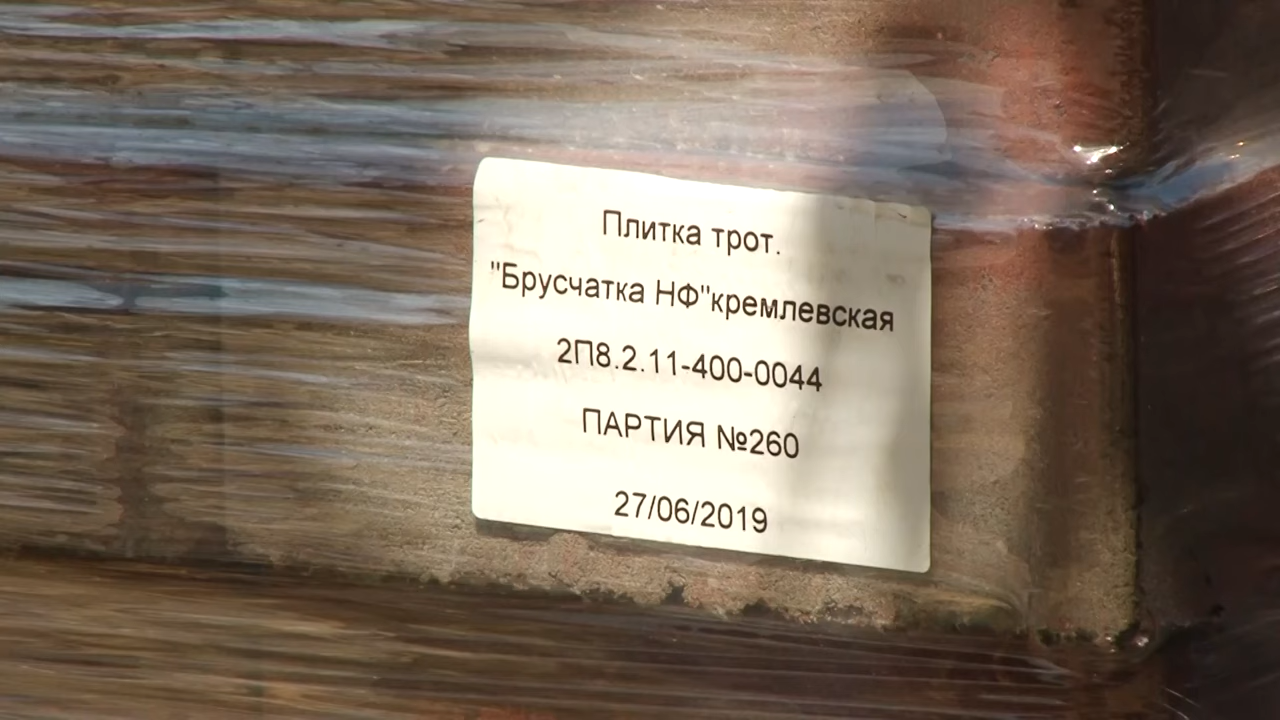 Плитка трот.
"Брусчатка НФ"кремлевская
2П8.2.11-400-0044
ПАРТИЯ №260
27/06/2019